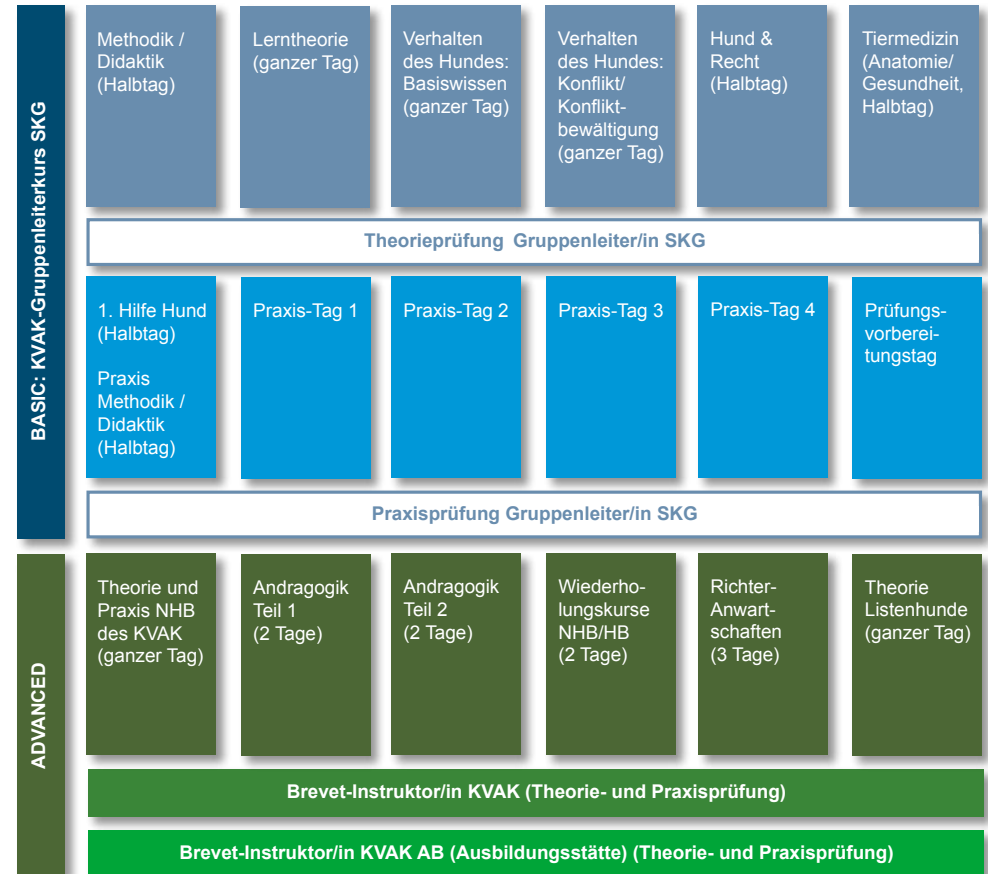 BASIC: KVAK-Gruppenleiterkurs SKG
Methodik /
Didaktik
(Halbtag)
Lerntheorie
(ganzer Tag)
Verhalten
des Hundes:
Basiswissen
(ganzer Tag)
Verhalten
des Hundes:
Konflikt/
Konflikt-
bewältigung
(ganzer Tag)
Hund &
Recht
(Halbtag)
Tiermedizin
(Anatomie/
Gesundheit,
Halbtag)
Theorieprüfung Gruppenleiter/in SKG
1. Hilfe Hund
(Halbtag)
Praxis
Methodik /
Didaktik
(Halbtag)
Praxis-Tag 1
Praxis-Tag 2
Praxis-Tag 3
Praxis-Tag 4
Prüfungs-
vorberei-
tungstag
Praxisprüfung Gruppenleiter/in SKG
ADVANCED
Theorie und
Praxis NHB
des KVAK
(ganzer Tag)
Andragogik
Teil 1
(2 Tage)
Andragogik
Teil 2
(2 Tage)
Wiederho-
lungskurse
NHB/HB
(2 Tage)
Richter-
Anwart-
schaften
(3 Tage)
Theorie
Listenhunde
(ganzer Tag)
Brevet-Instruktor/in KVAK (Theorie- und Praxisprüfung)
Brevet-Instruktor/in KVAK AB (Ausbildungsstätte) (Theorie- und Praxisprüfung)